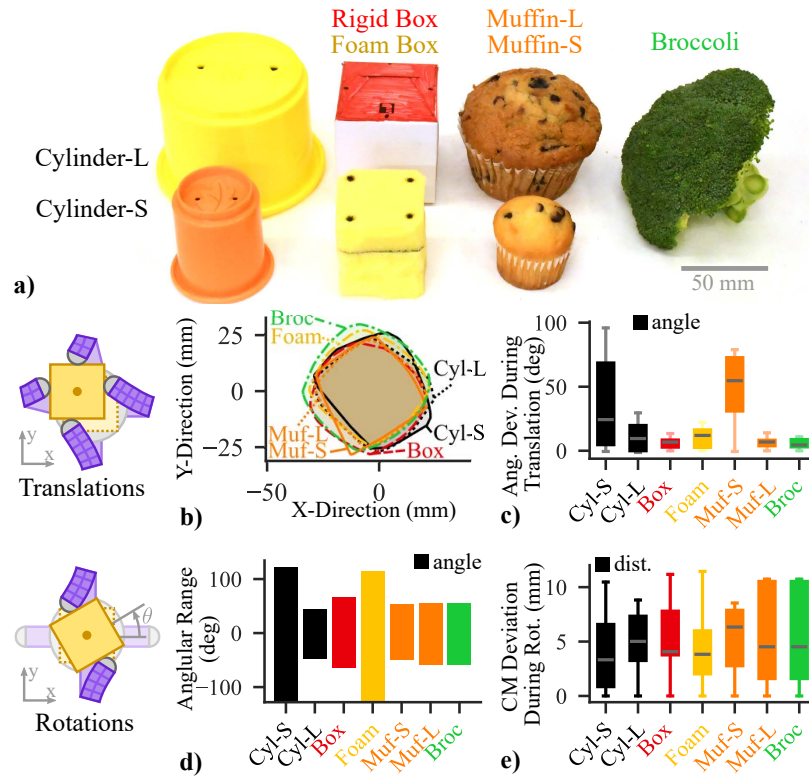 Rigid Box
Foam Box
Muffin-L
Muffin-S
Broccoli
Cylinder-L
Cylinder-S
50 mm
a)
y
x
Translations
Y-Direction (mm)
25
0
−25
−50
0
X-Direction (mm)
Broc
Foam
Cyl-L
Cyl-S
Muf-L
Muf-S
Box
b)
Ang. Dev. During
Translation (deg)
100
50
0
angle
Cyl-S
Cyl-L
Box
Foam
Muf-S
Muf-L
Broc
c)
θ
y
x
Rotations
Anglular Range
(deg)
100
0
−100
angle
Cyl-S
Cyl-L
Box
Foam
Muf-S
Muf-L
Broc
d)
CM Deviation
During Rot. (mm)
10
5
0
dist.
Cyl-S
Cyl-L
Box
Foam
Muf-S
Muf-L
Broc
e)